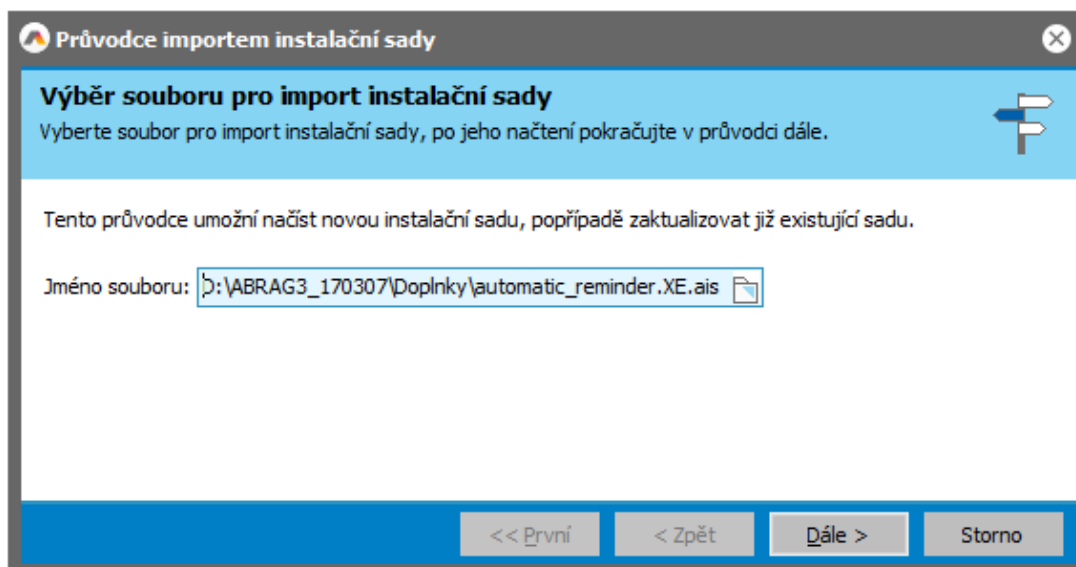 Průvodce importem instalační sady
Výběr souboru pro import instalační sady
Vyberte soubor pro import instalační sady, po jeho načtení pokračujte v průvodci dále.
Tento průvodce umožní načíst novou instalační sadu, popřípadě zaktualizovat již existující sadu.
Jméno souboru: D:\ABRAG3_170307\Doplnky\automatic_reminder.XE.ais
<< První < Zpět Dále > Storno